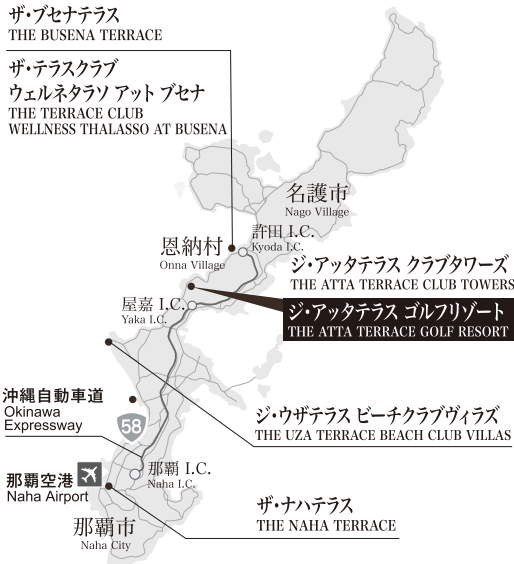 ザ・ブセナテラス
THE BUSENA TERRACE
ザ・テラスクラブ
ウェルネタラソ アット ブセナ
THE TERRACE CLUB
WELLNESS THALASSO AT BUSENA
名護市
Nago Village
許田 I.C.
Kyoda I.C.
恩納村
Onna Village
ジ・アッタテラス クラブタワーズ
THE ATTA TERRACE CLUB TOWERS
屋嘉 I.C.
Yaka I.C.
ジ・アッタテラス ゴルフリゾート
THE ATTA TERRACE GOLF RESORT
沖縄自動車道
Okinawa
Expressway
58
ジ・ウザテラス ビーチクラブヴィラズ
THE UZA TERRACE BEACH CLUB VILLAS
那覇 I.C.
Naha I.C.
那覇空港
Naha Airport
ザ・ナハテラス
THE NAHA TERRACE
那覇市
Naha City